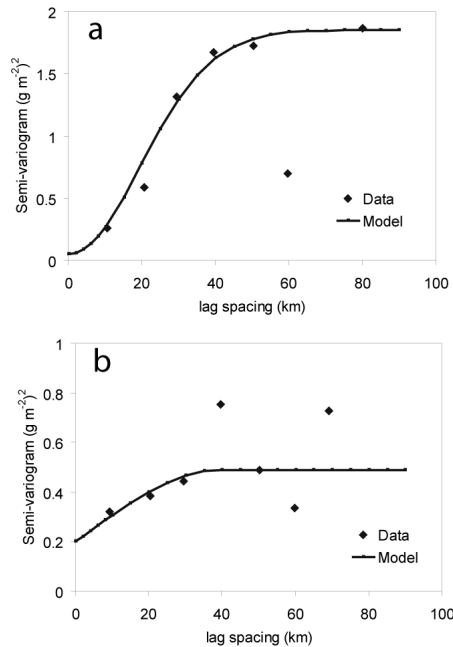 a
Semi-variogram (g m-2)2
2
1.5
1
0.5
0
Data
Model
0 20 40 60 80 100
lag spacing (km)
b
Semi-variogram (g m-2)2
1
0.8
0.6
0.4
0.2
0
Data
Model
0 20 40 60 80 100
lag spacing (km)